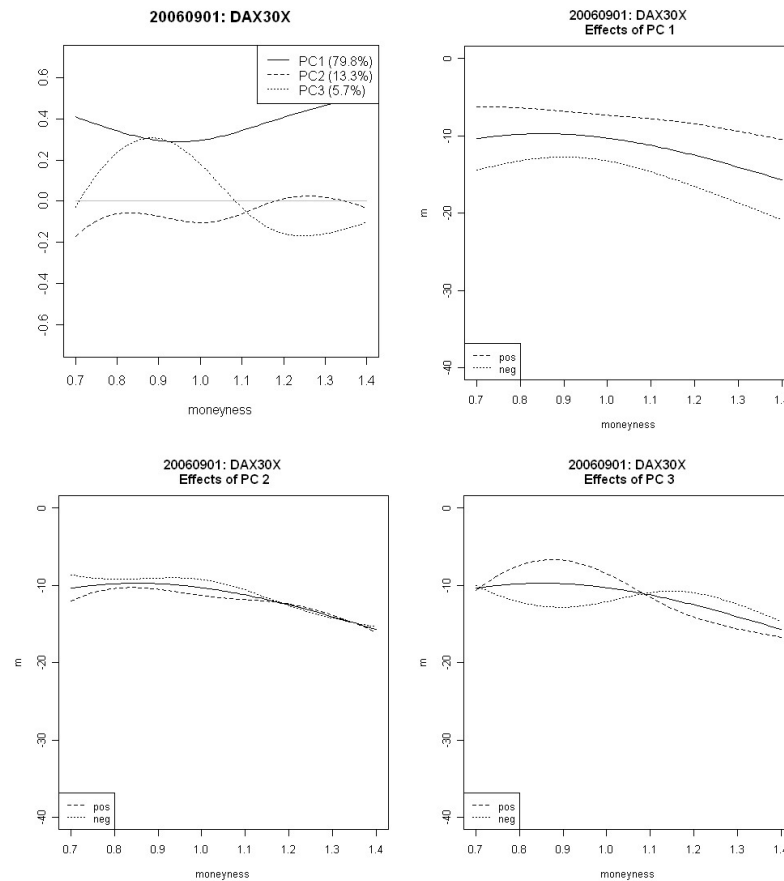 20060901: DAX30X
PC1 (79.8%)
PC2 (13.3%)
PC3 (5.7%)
0.6
0.4
0.2
0.0
-0.2
-0.4
-0.6
0.7 0.8 0.9 1.0 1.1 1.2 1.3 1.4
moneyness
20060901: DAX30X
Effects of PC 1
0
-10
-20
-30
-40
m
pos
neg
0.7 0.8 0.9 1.0 1.1 1.2 1.3 1.4
moneyness
20060901: DAX30X
Effects of PC 2
0
-10
-20
-30
-40
m
pos
neg
0.7 0.8 0.9 1.0 1.1 1.2 1.3 1.4
moneyness
20060901: DAX30X
Effects of PC 3
0
-10
-20
-30
-40
m
pos
neg
0.7 0.8 0.9 1.0 1.1 1.2 1.3 1.4
moneyness